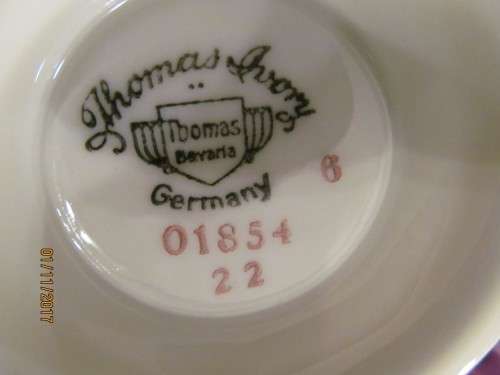 Thomas Ivory
Thomas
Bavaria
Germany
6
01854
22
01/11/2017